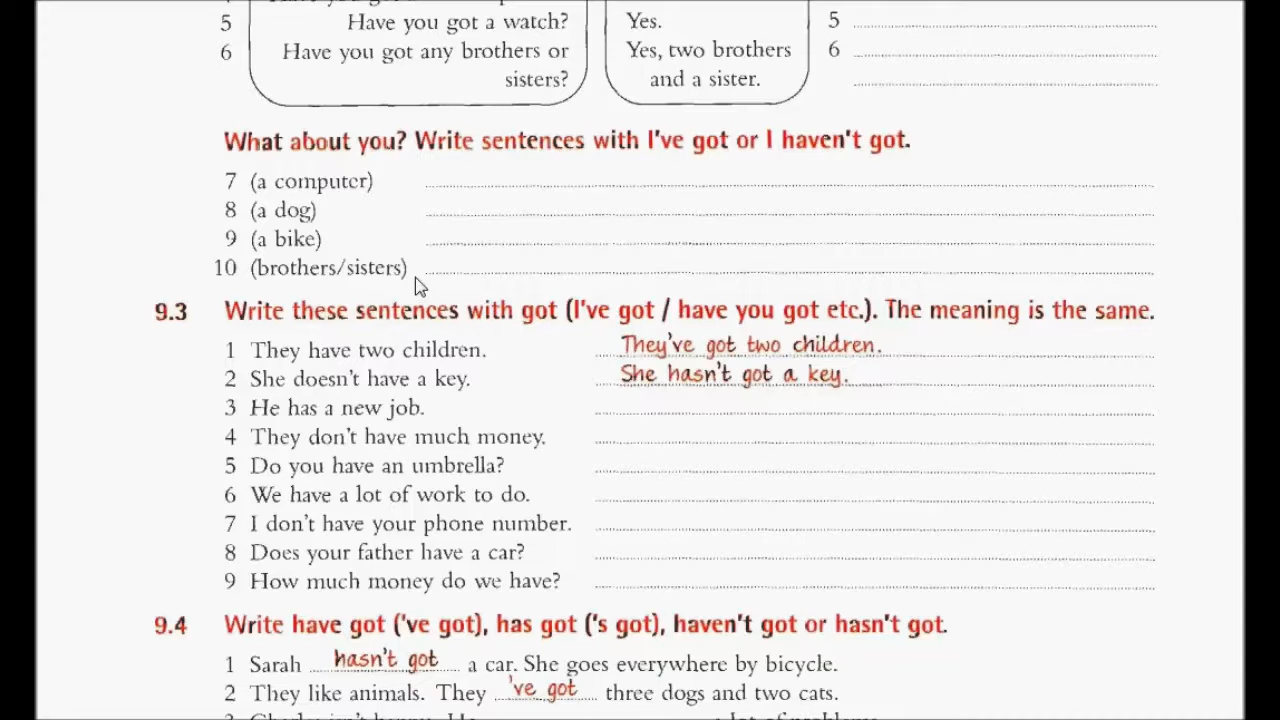 5 Have you got a watch? Yes. 5
6 Have you got any brothers or Yes, two brothers 6
sisters? and a sister.
What about you? Write sentences with I've got or I haven't got.
7 (a computer)
8 (a dog)
9 (a bike)
10 (brothers/sisters)
9.3 Write these sentences with got (I've got / have you got etc.). The meaning is the same.
1 They have two children. They've got two children.
2 She doesn't have a key. She hasn't got a key.
3 He has a new job.
4 They don't have much money.
5 Do you have an umbrella?
6 We have a lot of work to do.
7 I don't have your phone number.
8 Does your father have a car?
9 How much money do we have?
9.4 Write have got ('ve got), has got ('s got), haven't got or hasn't got.
1 Sarah hasn't got a car. She goes everywhere by bicycle.
2 They like animals. They 've got three dogs and two cats.